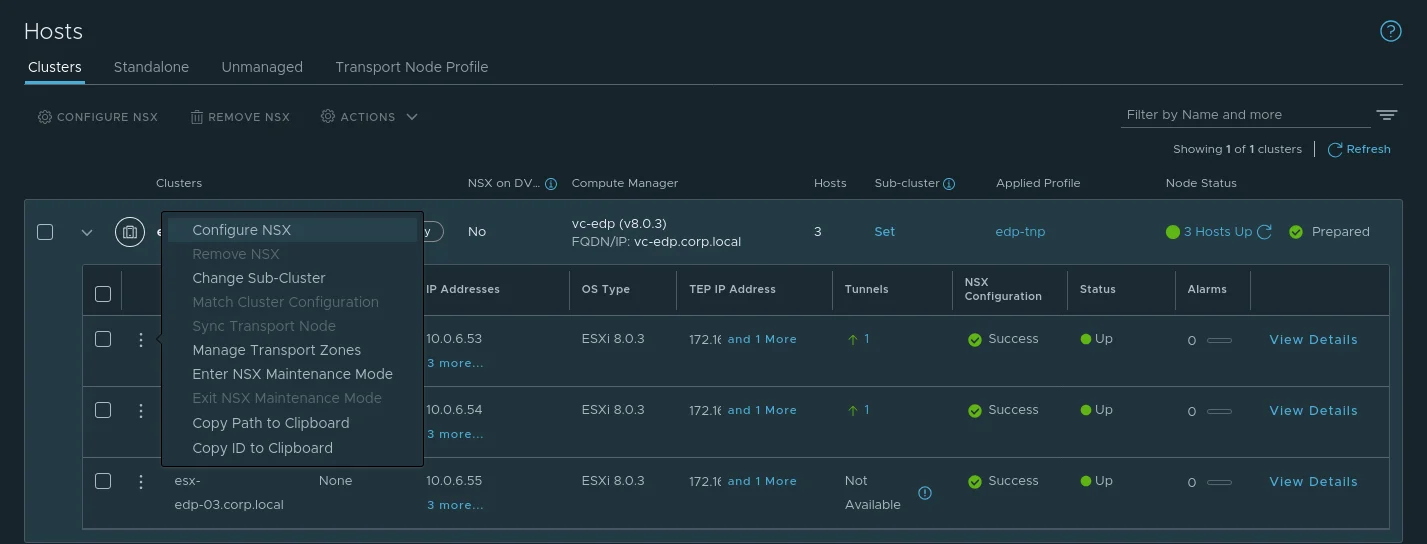 Hosts
Clusters Standalone Unmanaged Transport Node Profile
CONFIGURE NSX REMOVE NSX ACTIONS
Filter by Name and more
Showing 1 of 1 clusters Refresh
Clusters NSX on DV... Compute Manager Hosts Sub-cluster Applied Profile Node Status
No vc-edp (v8.0.3) 3 Set edp-tnp 3 Hosts Up Prepared
FQDN/IP: vc-edp.corp.local
Configure NSX
Remove NSX
Change Sub-Cluster
Match Cluster Configuration
Sync Transport Node
Manage Transport Zones
Enter NSX Maintenance Mode
Exit NSX Maintenance Mode
Copy Path to Clipboard
Copy ID to Clipboard
IP Addresses OS Type TEP IP Address Tunnels NSX Configuration Status Alarms
10.0.6.53 ESXi 8.0.3 172.16 and 1 More 1 Success Up 0 View Details
3 more...
10.0.6.54 ESXi 8.0.3 172.16 and 1 More 1 Success Up 0 View Details
3 more...
esx- None 10.0.6.55 ESXi 8.0.3 172.16 and 1 More Not Success Up 0 View Details
edp-03.corp.local 3 more... Available